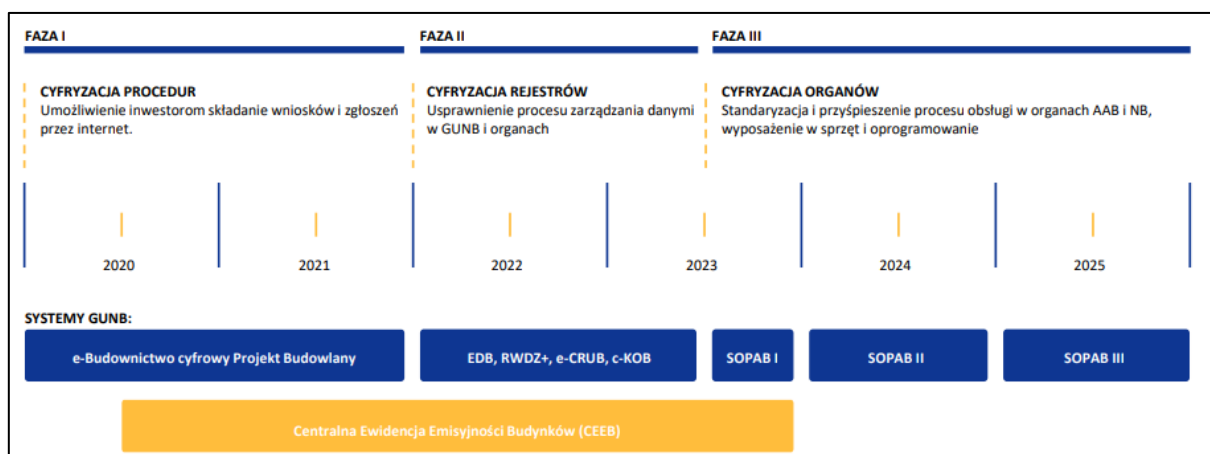 FAZA I
FAZA II
FAZA III
CYFRYZACJA PROCEDUR
Umożliwienie inwestorom składanie wniosków i zgłoszeń
przez internet.
CYFRYZACJA REJESTRÓW
Usprawnienie procesu zarządzania danymi
w GUNB i organach
CYFRYZACJA ORGANÓW
Standaryzacja i przyśpieszenie procesu obsługi w organach AAB i NB,
wyposażenie w sprzęt i oprogramowanie
2020
2021
2022
2023
2024
2025
SYSTEMY GUNB:
e-Budownictwo cyfrowy Projekt Budowlany
EDB, RWDZ+, e-CRUB, c-KOB
SOPAB I
SOPAB II
SOPAB III
Centralna Ewidencja Emisyjności Budynków (CEEB)